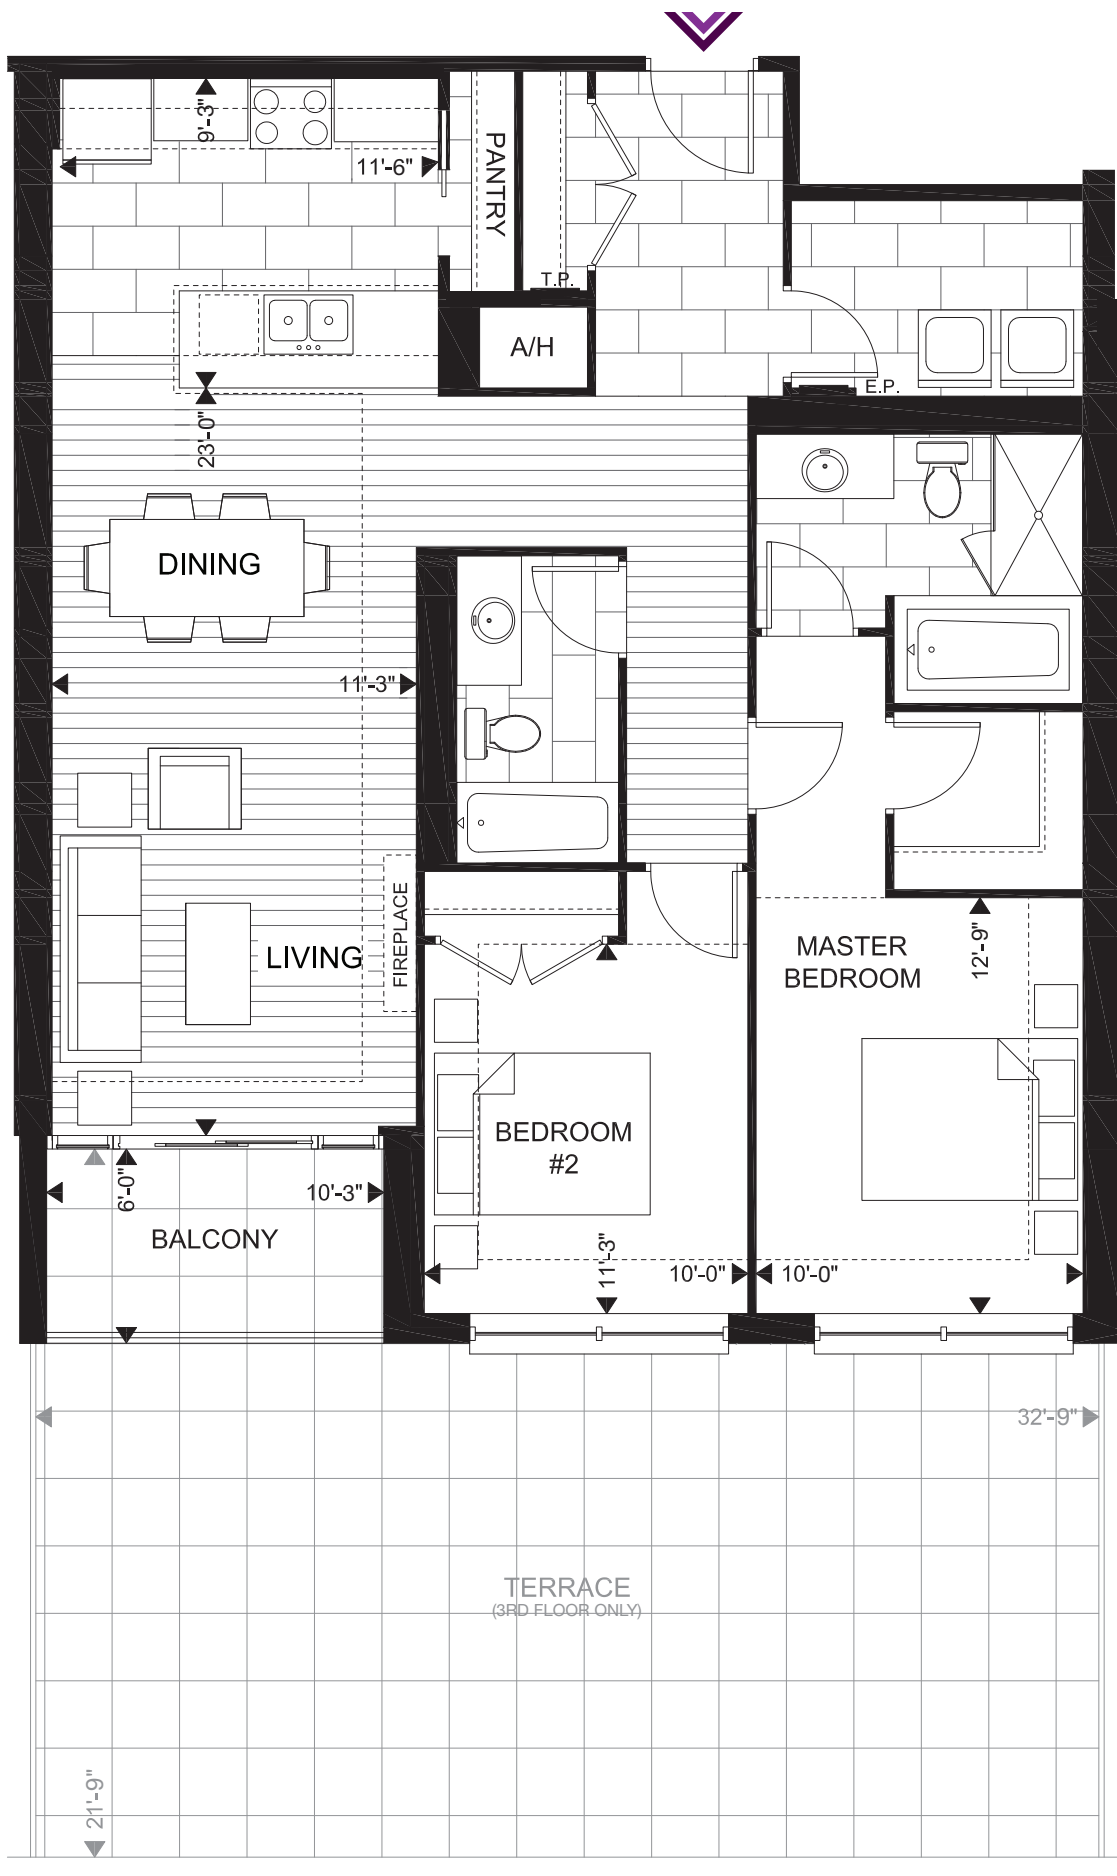 9'-3"
11'-6"
PANTRY
T.P.
A/H
E.P.
23'-0"
DINING
11'-3"
FIREPLACE
LIVING
MASTER
BEDROOM
12'-9"
BEDROOM
#2
6'-0"
10'-3"
BALCONY
11'-3"
10'-0"
10'-0"
32'-9"
TERRACE
(3RD FLOOR ONLY)
21'-9"